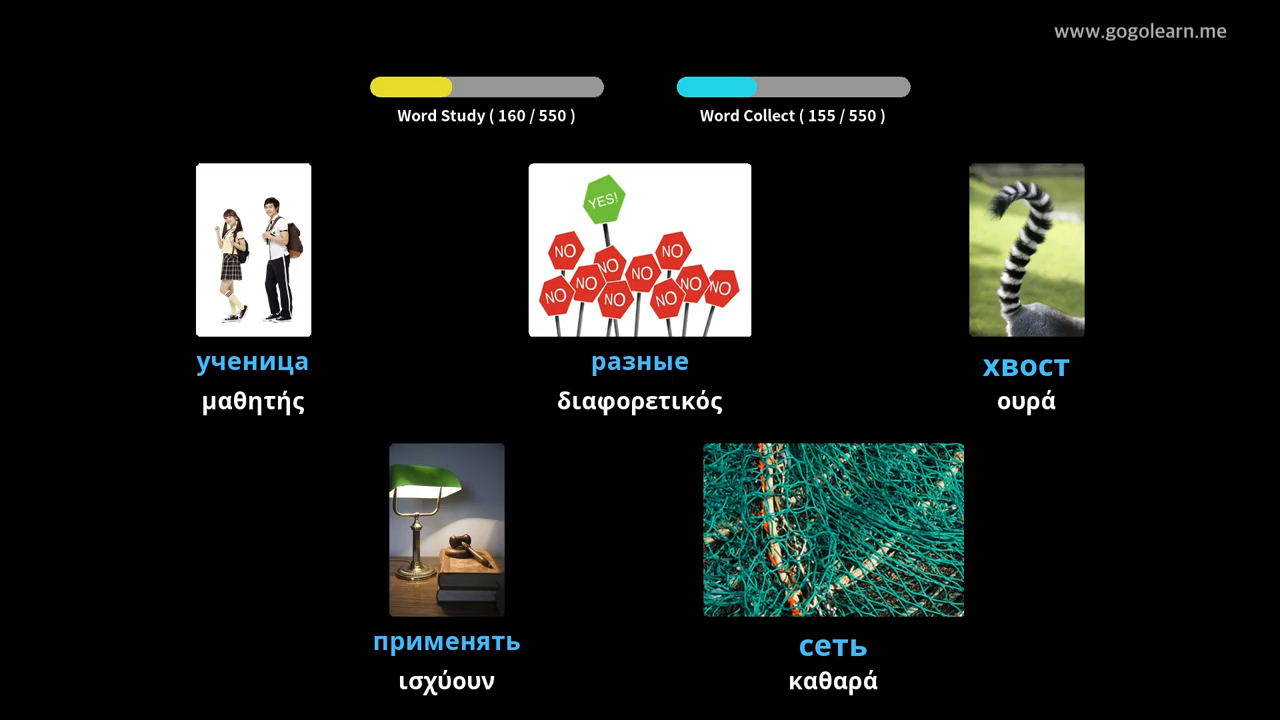 www.gogolearn.me
Word Study ( 160 / 550 )
Word Collect ( 155 / 550 )
YES!
NO
NO
NO
NO
NO
NO
NO
NO
NO
NO
ученица
разные
хвост
μαθητής
διαφορετικός
ουρά
применять
сеть
ισχύουν
καθαρά